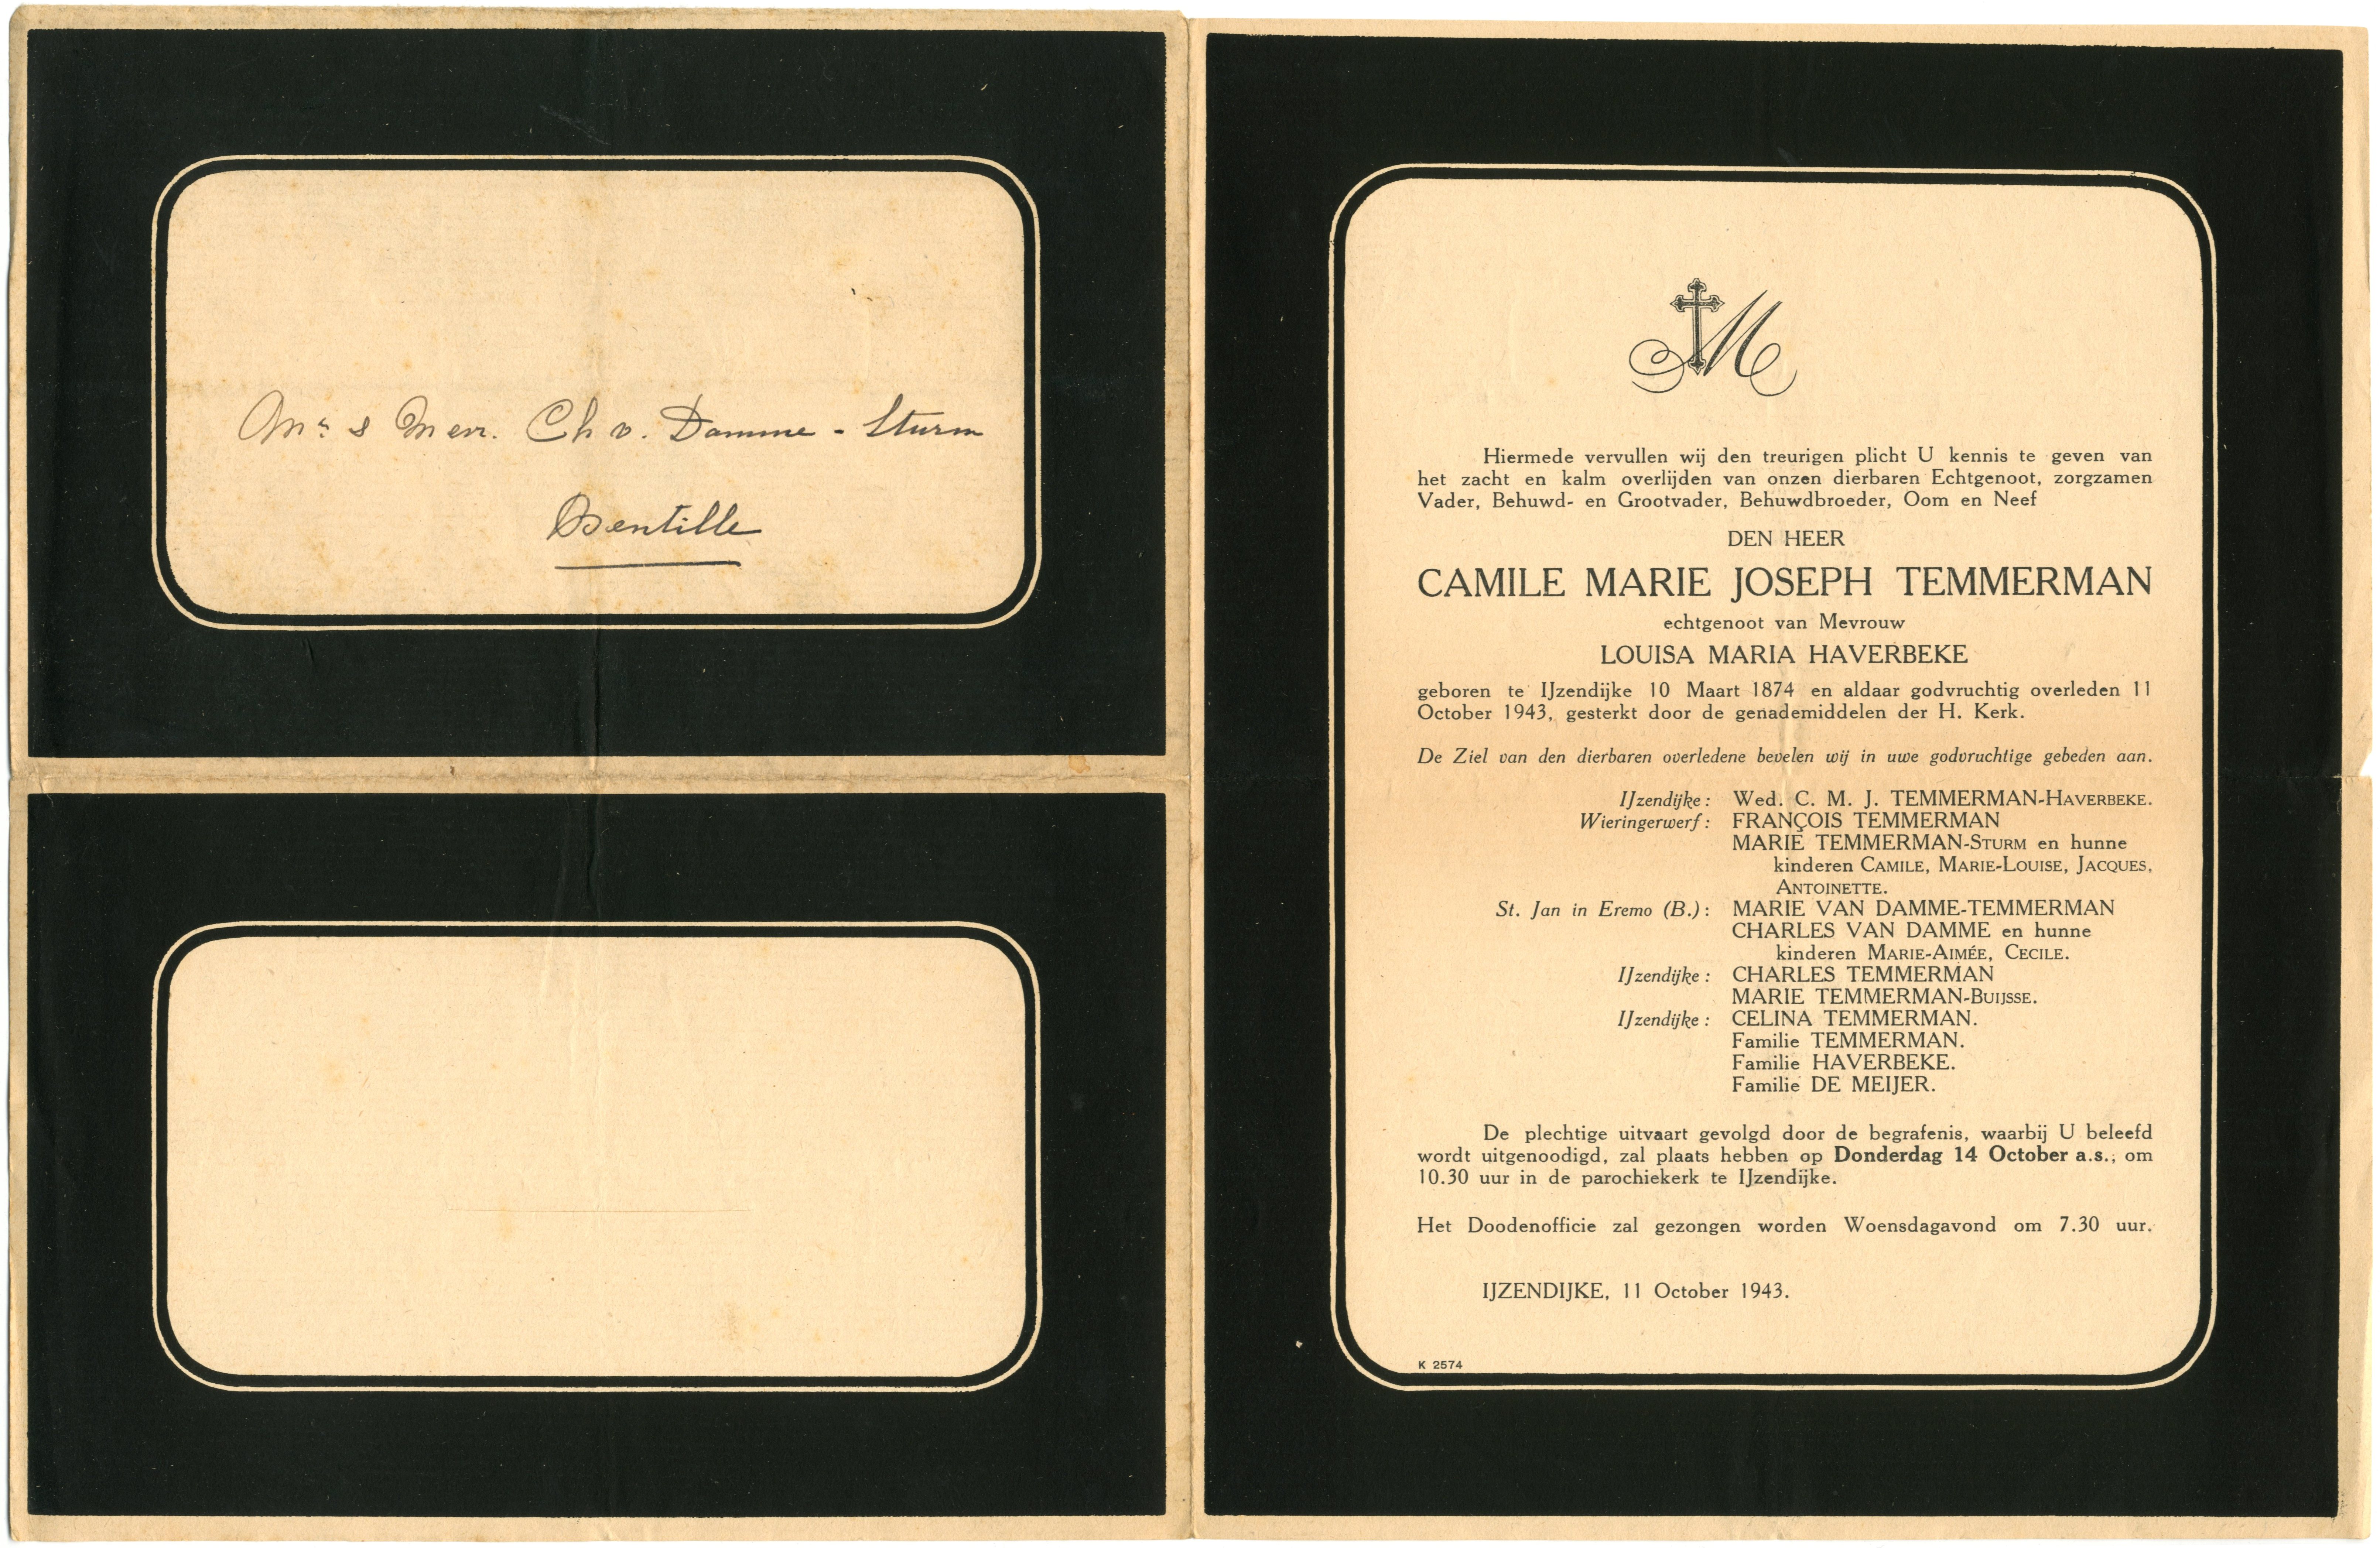 Mr & Mevr. Ch v. Damme - Sturm
Bentille
M
Hiermede vervullen wij den treurigen plicht U kennis te geven van
het zacht en kalm overlijden van onzen dierbaren Echtgenoot, zorgzamen
Vader, Behuwd- en Grootvader, Behuwdbroeder, Oom en Neef
DEN HEER
CAMILE MARIE JOSEPH TEMMERMAN
echtgenoot van Mevrouw
LOUISA MARIA HAVERBEKE
geboren te IJzendijke 10 Maart 1874 en aldaar godvruchtig overleden 11
October 1943, gesterkt door de genademiddelen der H. Kerk.
De Ziel van den dierbaren overledene bevelen wij in uwe godvruchtige gebeden aan.
IJzendijke: Wed. C. M. J. TEMMERMAN-HAVERBEKE.
Wieringerwerf: FRANÇOIS TEMMERMAN
MARIE TEMMERMAN-STURM en hunne
kinderen CAMILE, MARIE-LOUISE, JACQUES,
ANTOINETTE.
St. Jan in Eremo (B.): MARIE VAN DAMME-TEMMERMAN
CHARLES VAN DAMME en hunne
kinderen MARIE-AIMÉE, CECILE.
IJzendijke: CHARLES TEMMERMAN
MARIE TEMMERMAN-BUIJSSE.
IJzendijke: CELINA TEMMERMAN.
Familie TEMMERMAN.
Familie HAVERBEKE.
Familie DE MEIJER.
De plechtige uitvaart gevolgd door de begrafenis, waarbij U beleefd
wordt uitgenoodigd, zal plaats hebben op Donderdag 14 October a.s., om
10.30 uur in de parochiekerk te IJzendijke.
Het Doodenofficie zal gezongen worden Woensdagavond om 7.30 uur.
IJZENDIJKE, 11 October 1943.
K 2574